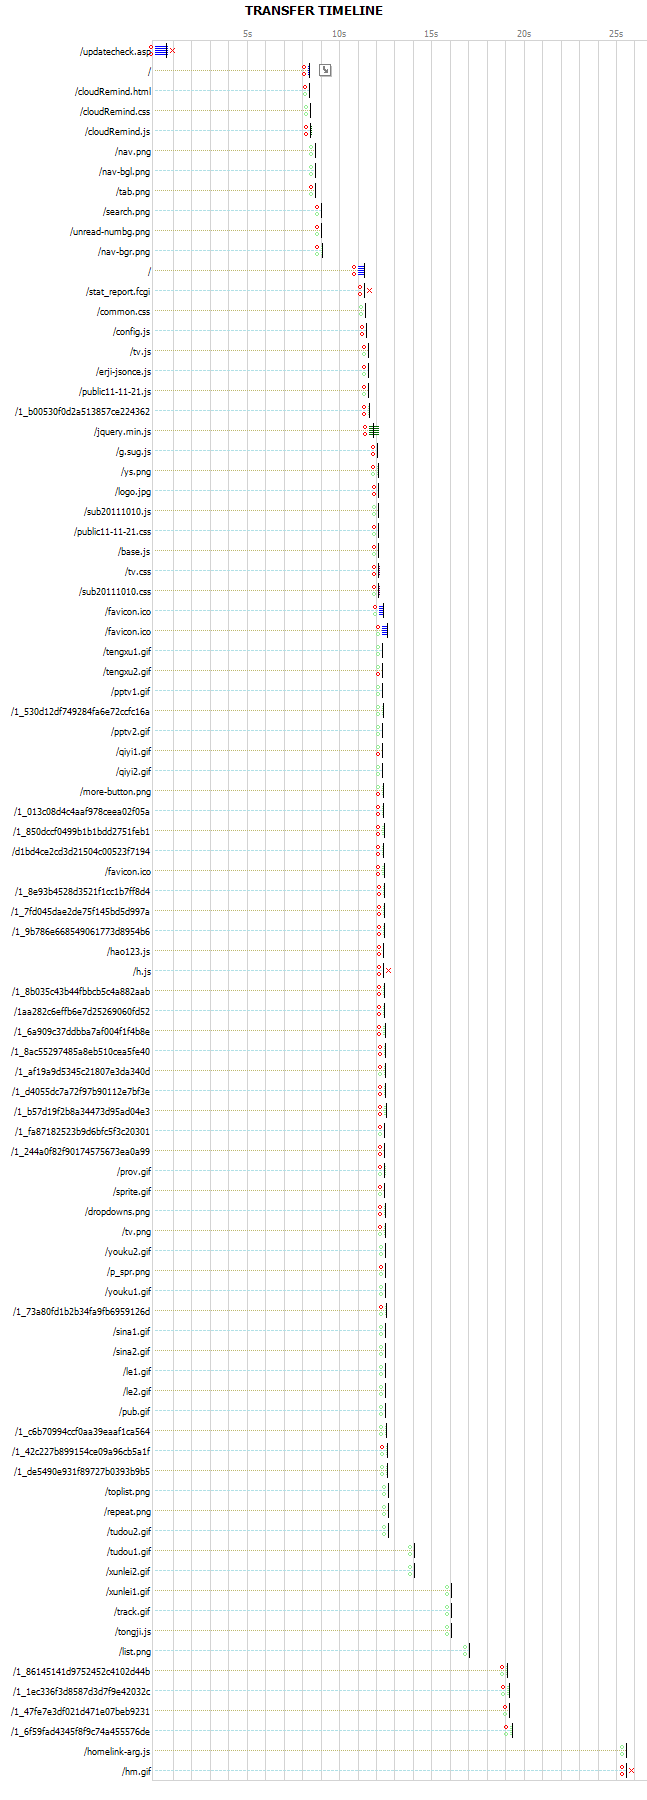 TRANSFER TIMELINE
5s 10s 15s 20s 25s
/updatecheck.asp
/
/cloudRemind.html
/cloudRemind.css
/cloudRemind.js
/nav.png
/nav-bgl.png
/tab.png
/search.png
/unread-numbg.png
/nav-bgr.png
/
/stat_report.fcgi
/common.css
/config.js
/tv.js
/erji-jsonce.js
/public11-11-21.js
/1_b00530f0d2a513857ce224362
/jquery.min.js
/g.sug.js
/ys.png
/logo.jpg
/sub20111010.js
/public11-11-21.css
/base.js
/tv.css
/sub20111010.css
/favicon.ico
/favicon.ico
/tengxu1.gif
/tengxu2.gif
/pptv1.gif
/1_530d12df749284fa6e72ccfc16a
/pptv2.gif
/qiyi1.gif
/qiyi2.gif
/more-button.png
/1_013c08d4c4aaf978ceea02f05a
/1_850dccf0499b1b1bdd2751feb1
/d1bd4ce2cd3d21504c00523f7194
/favicon.ico
/1_8e93b4528d3521f1cc1b7ff8d4
/1_7fd045dae2de75f145bd5d997a
/1_9b786e668549061773d8954b6
/hao123.js
/h.js
/1_8b035c43b44fbbcb5c4a882aab
/1aa282c6effb6e7d25269060fd52
/1_6a909c37ddbba7af004f1f4b8e
/1_8ac55297485a8eb510cea5fe40
/1_af19a9d5345c21807e3da340d
/1_d4055dc7a72f97b90112e7bf3e
/1_b57d19f2b8a34473d95ad04e3
/1_fa87182523b9d6bfc5f3c20301
/1_244a0f82f90174575673ea0a99
/prov.gif
/sprite.gif
/dropdowns.png
/tv.png
/youku2.gif
/p_spr.png
/youku1.gif
/1_73a80fd1b2b34fa9fb6959126d
/sina1.gif
/sina2.gif
/le1.gif
/le2.gif
/pub.gif
/1_c6b70994ccf0aa39eaaf1ca564
/1_42c227b899154ce09a96cb5a1f
/1_de5490e931f89727b0393b9b5
/toplist.png
/repeat.png
/tudou2.gif
/tudou1.gif
/xunlei2.gif
/xunlei1.gif
/track.gif
/tongji.js
/list.png
/1_86145141d9752452c4102d44b
/1_1ec336f3d8587d3d7f9e42032c
/1_47fe7e3df021d471e07beb9231
/1_6f59fad4345f8f9c74a455576de
/homelink-arg.js
/hm.gif